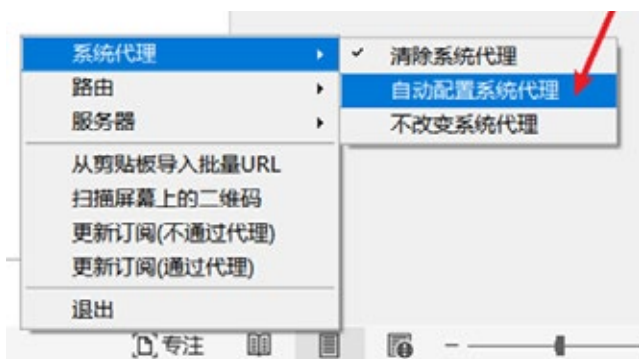 系统代理
路由
服务器
从剪贴板导入批量URL
扫描屏幕上的二维码
更新订阅(不通过代理)
更新订阅(通过代理)
退出
清除系统代理
自动配置系统代理
不改变系统代理
专注